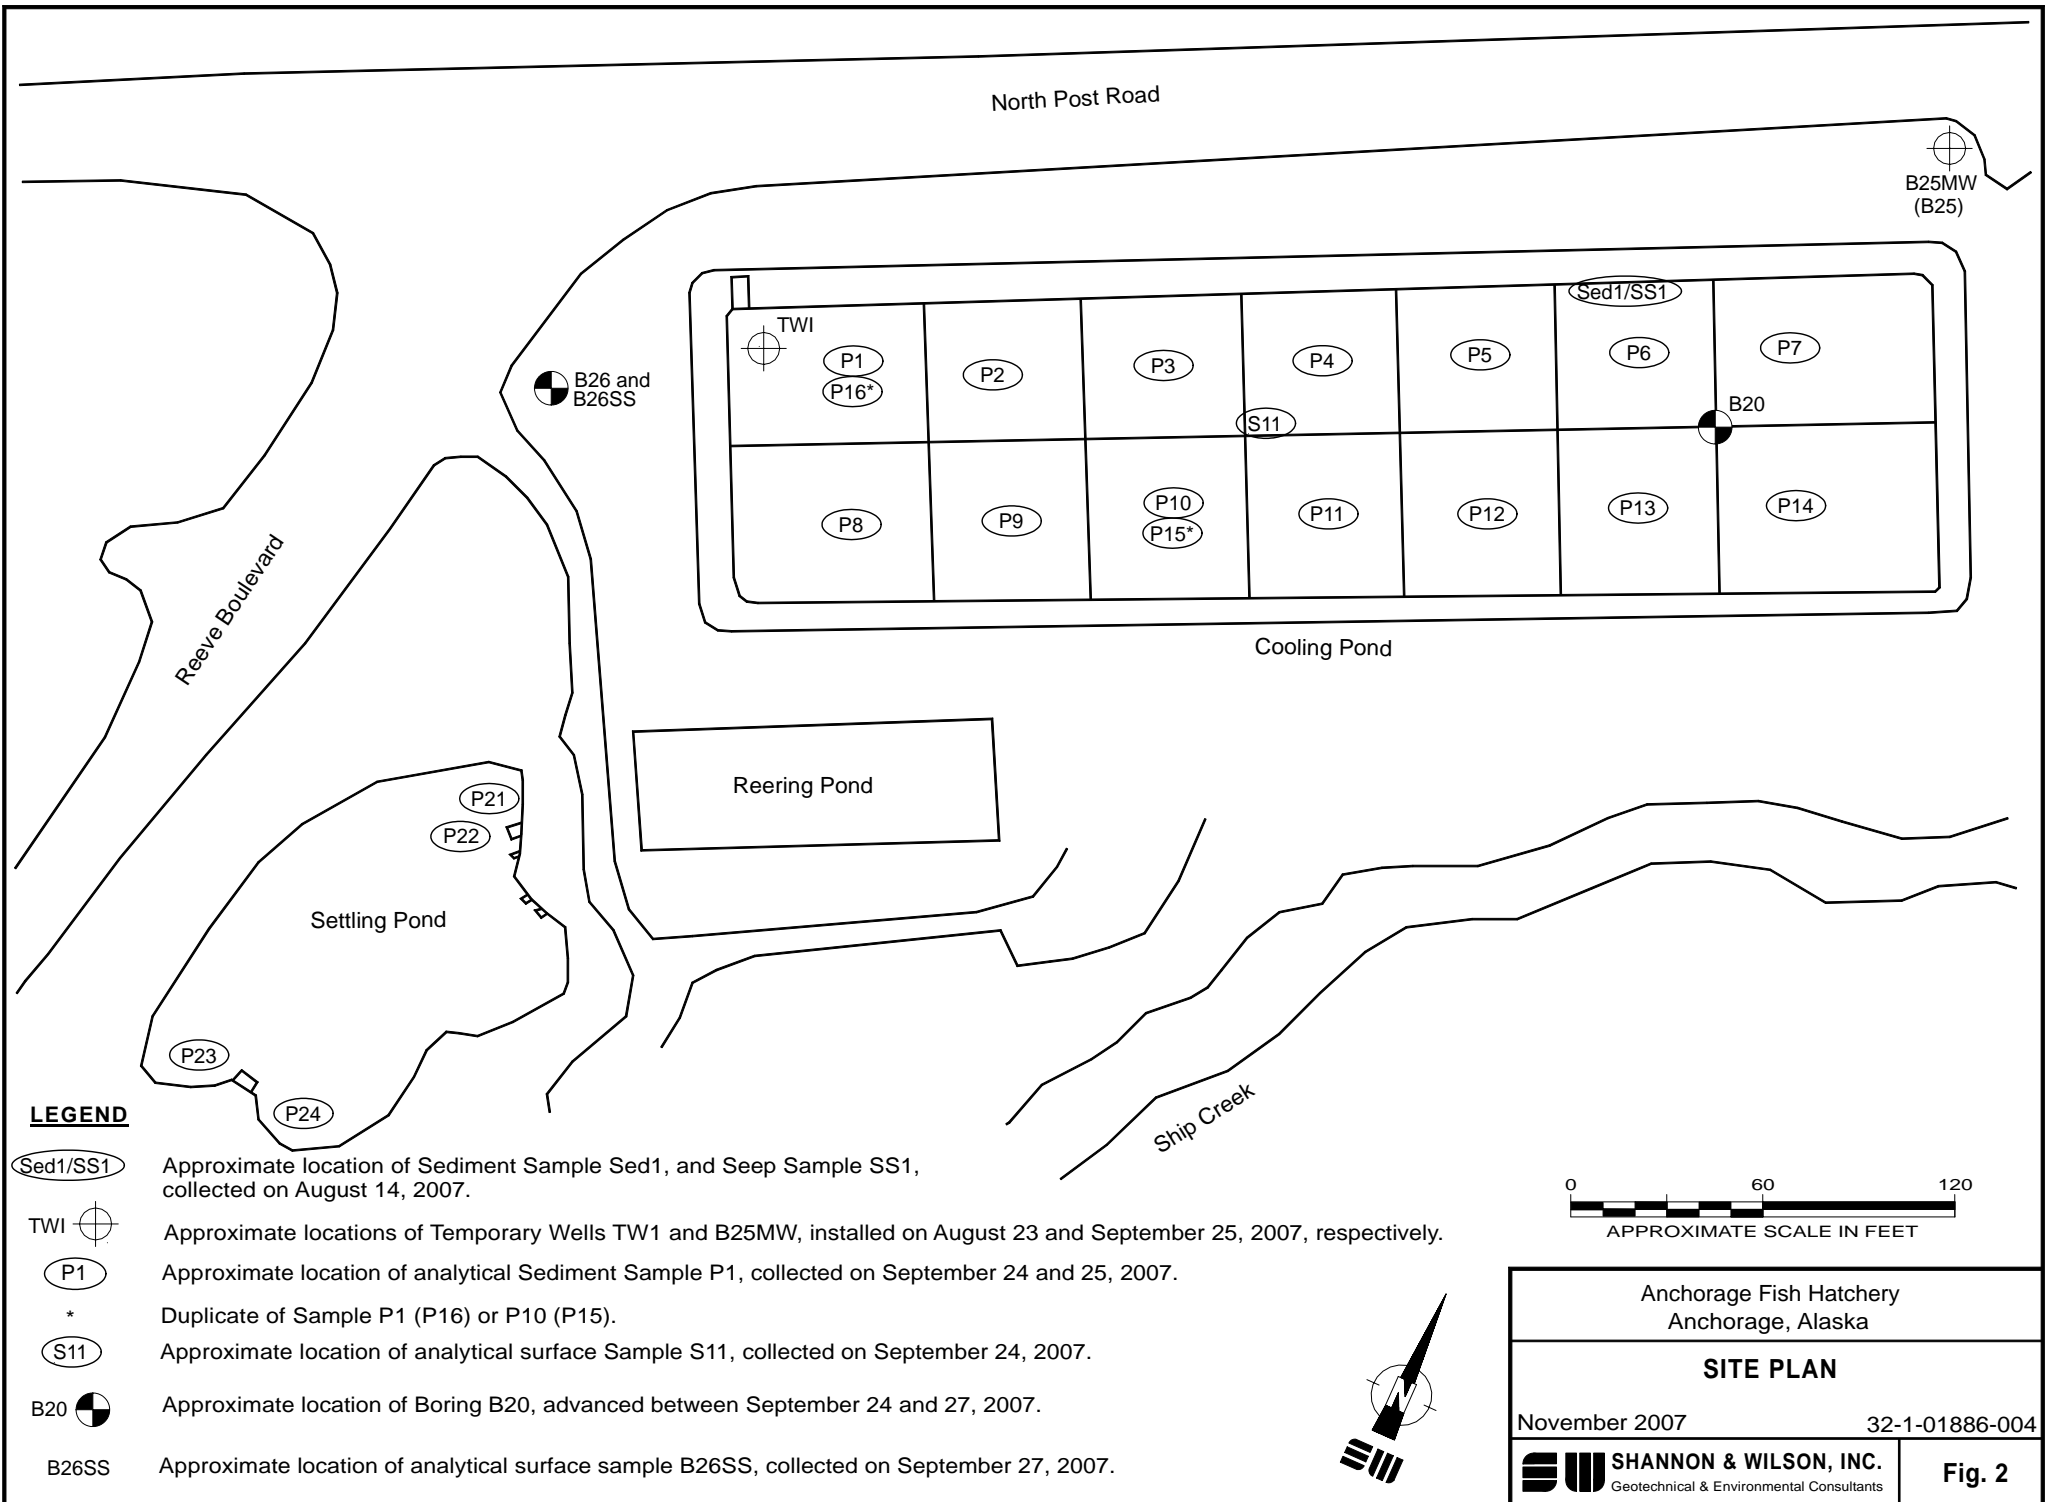 North Post Road
B25MW
(B25)
Sed1/SS1
TWI
P1
P16*
P2
P3
P4
P5
P6
P7
B26 and
B26SS
S11
B20
P8
P9
P10
P15*
P11
P12
P13
P14
Reeve Boulevard
Cooling Pond
Reering Pond
P21
P22
Settling Pond
P23
P24
Ship Creek
LEGEND
Sed1/SS1 Approximate location of Sediment Sample Sed1, and Seep Sample SS1,
collected on August 14, 2007.
TWI Approximate locations of Temporary Wells TW1 and B25MW, installed on August 23 and September 25, 2007, respectively.
P1 Approximate location of analytical Sediment Sample P1, collected on September 24 and 25, 2007.
* Duplicate of Sample P1 (P16) or P10 (P15).
S11 Approximate location of analytical surface Sample S11, collected on September 24, 2007.
B20 Approximate location of Boring B20, advanced between September 24 and 27, 2007.
B26SS Approximate location of analytical surface sample B26SS, collected on September 27, 2007.
0 60 120
APPROXIMATE SCALE IN FEET
SW
Anchorage Fish Hatchery
Anchorage, Alaska
SITE PLAN
November 2007 32-1-01886-004
SW SHANNON & WILSON, INC.
Geotechnical & Environmental Consultants
Fig. 2